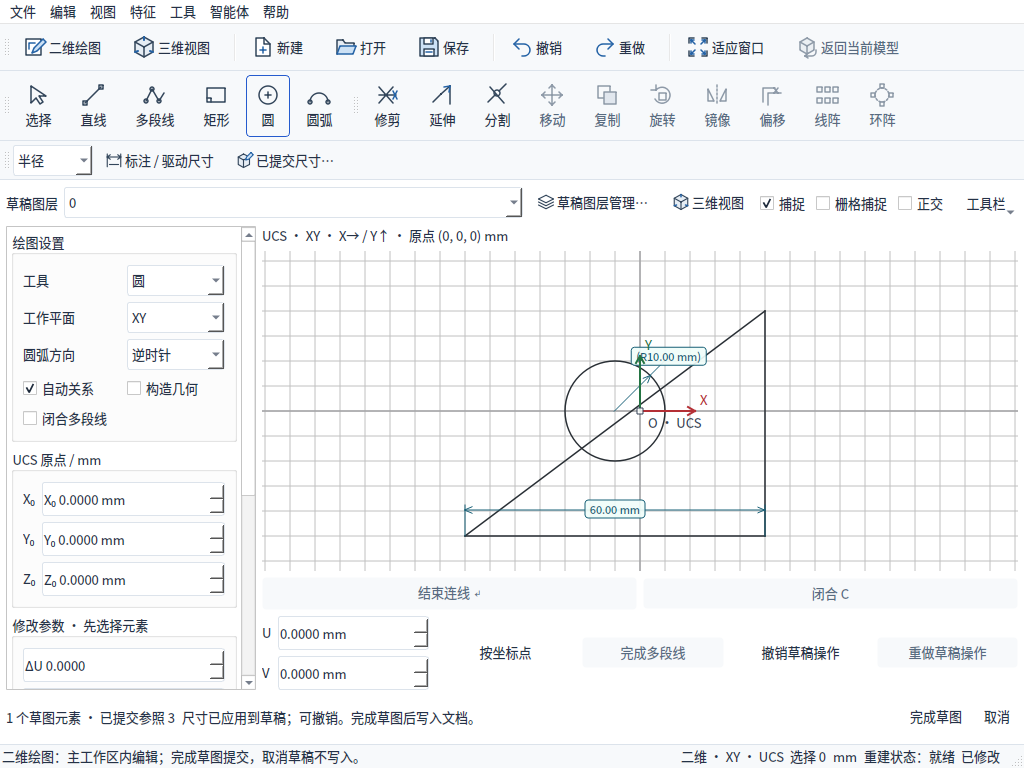 文件 编辑 视图 特征 工具 智能体 帮助
二维绘图 三维视图 新建 打开 保存 撤销 重做 适应窗口 返回当前模型
选择 直线 多段线 矩形 圆 圆弧 修剪 延伸 分割 移动 复制 旋转 镜像 偏移 线阵 环阵
半径 标注 / 驱动尺寸 已提交尺寸…
草稿图层 0 草稿图层管理… 三维视图 捕捉 栅格捕捉 正交 工具栏
绘图设置
工具 圆
工作平面 XY
圆弧方向 逆时针
自动关系 构造几何
闭合多段线
UCS 原点 / mm
X₀ X₀ 0.0000 mm
Y₀ Y₀ 0.0000 mm
Z₀ Z₀ 0.0000 mm
修改参数 · 先选择元素
ΔU 0.0000
UCS · XY · X→ / Y↑ · 原点 (0, 0, 0) mm
Y
(R10.00 mm)
X
O · UCS
60.00 mm
结束连线 ↲ 闭合 C
U 0.0000 mm
V 0.0000 mm
按坐标点 完成多段线 撤销草稿操作 重做草稿操作
1 个草图元素 · 已提交参照 3 尺寸已应用到草稿；可撤销。完成草图后写入文档。
完成草图 取消
二维绘图：主工作区内编辑；完成草图提交，取消草稿不写入。
二维 · XY · UCS 选择 0 mm 重建状态：就绪 已修改